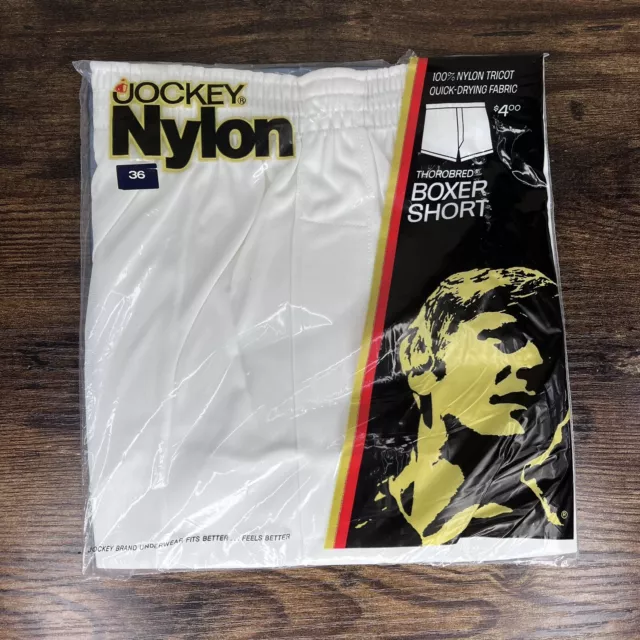 JOCKEY®
Nylon
36
100% NYLON TRICOT
QUICK-DRYING FABRIC
$4.00
THOROBRED®
BOXER
SHORT
®
JOCKEY BRAND UNDERWEAR FITS BETTER... FEELS BETTER